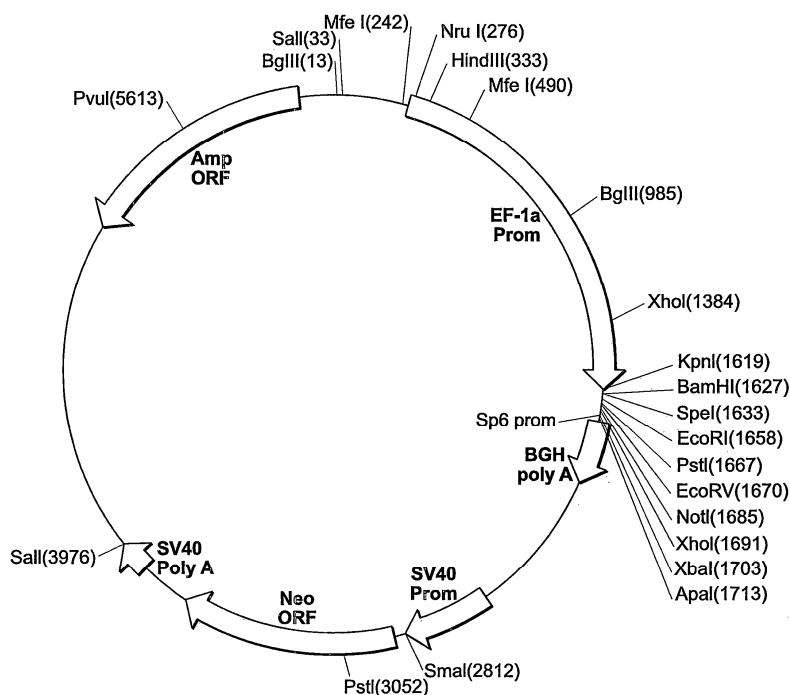 Mfe I(242)
SalI(33)
BglII(13)
Nru I(276)
HindIII(333)
Mfe I(490)
PvuI(5613)
Amp
ORF
BglII(985)
EF-1a
Prom
XhoI(1384)
KpnI(1619)
BamHI(1627)
SpeI(1633)
EcoRI(1658)
PstI(1667)
EcoRV(1670)
NotI(1685)
XhoI(1691)
XbaI(1703)
ApaI(1713)
Sp6 prom
BGH
poly A
SalI(3976)
SV40
Poly A
Neo
ORF
SV40
Prom
SmaI(2812)
PstI(3052)